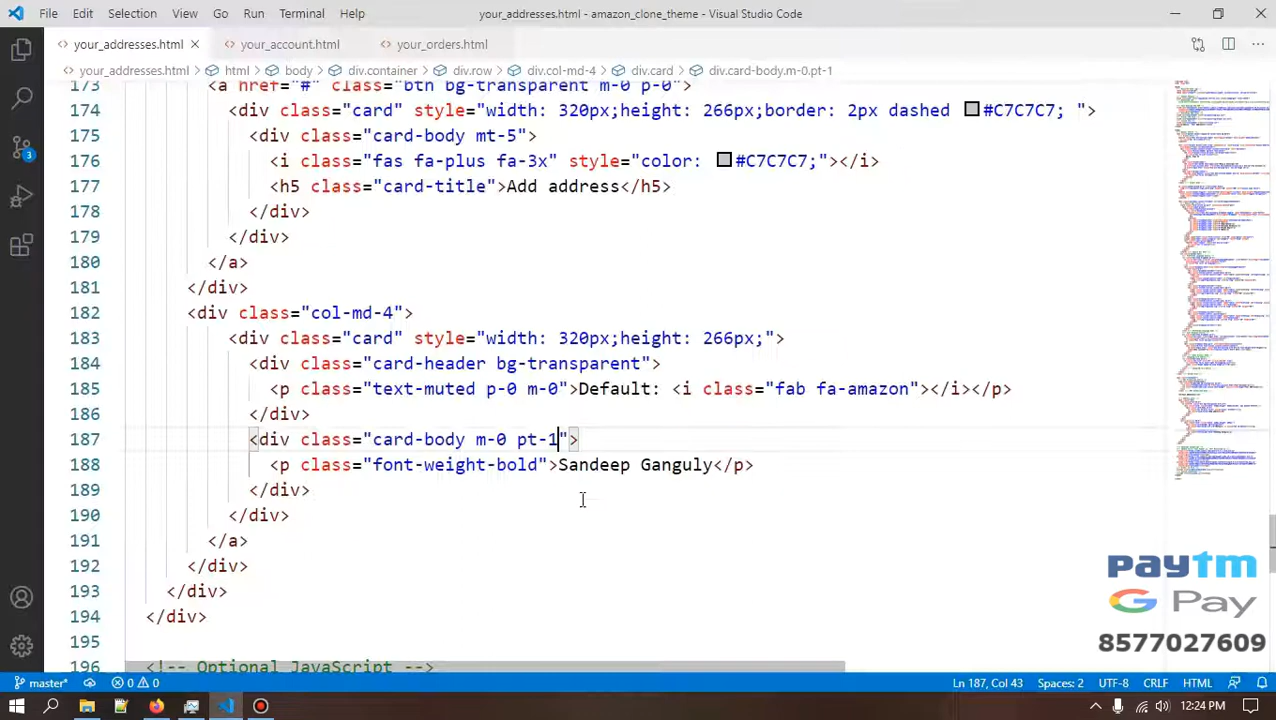 File Edit Selection View Go Run Terminal Help your_addresses.html - amazon_clone_theme - Visual Studio Code
your_addresses.html your_account.html your_orders.html
your_addresses.html html body div.container div.row div.col-md-4 div.card div.card-body.m-0.pt-1
173 <a href="#" class="btn bg-transparent m-0 p-0">
174 <div class="card" style="width: 320px;height: 266px;border: 2px dashed #C7C7C7; ">
175 <div class="card-body mt-5">
176 <i class="fas fa-plus fa-3x" style="color: #C7C7C7;"></i>
177 <h5 class="card-title">Add address</h5>
178 </div>
179 </div>
180 </a>
181 </div>
182 <div class="col-md-4">
183 <div class="card" style="width: 320px;height: 266px;">
184 <div class="card-header bg-transparent">
185 <p class="text-muted p-0 m-0">Default: <i class="fab fa-amazon"></i></p>
186 </div>
187 <div class="card-body m-0 pt-1"
188 <p class="font-weight-bold">Sandeep Ganguly</p>
189 </div>
190 </div>
191 </a>
192 </div>
193 </div>
194 </div>
195
196 <!-- Optional JavaScript -->
paytm
G Pay
8577027609
3
master* 0 0 Ln 187, Col 43 Spaces: 2 UTF-8 CRLF HTML
12:24 PM